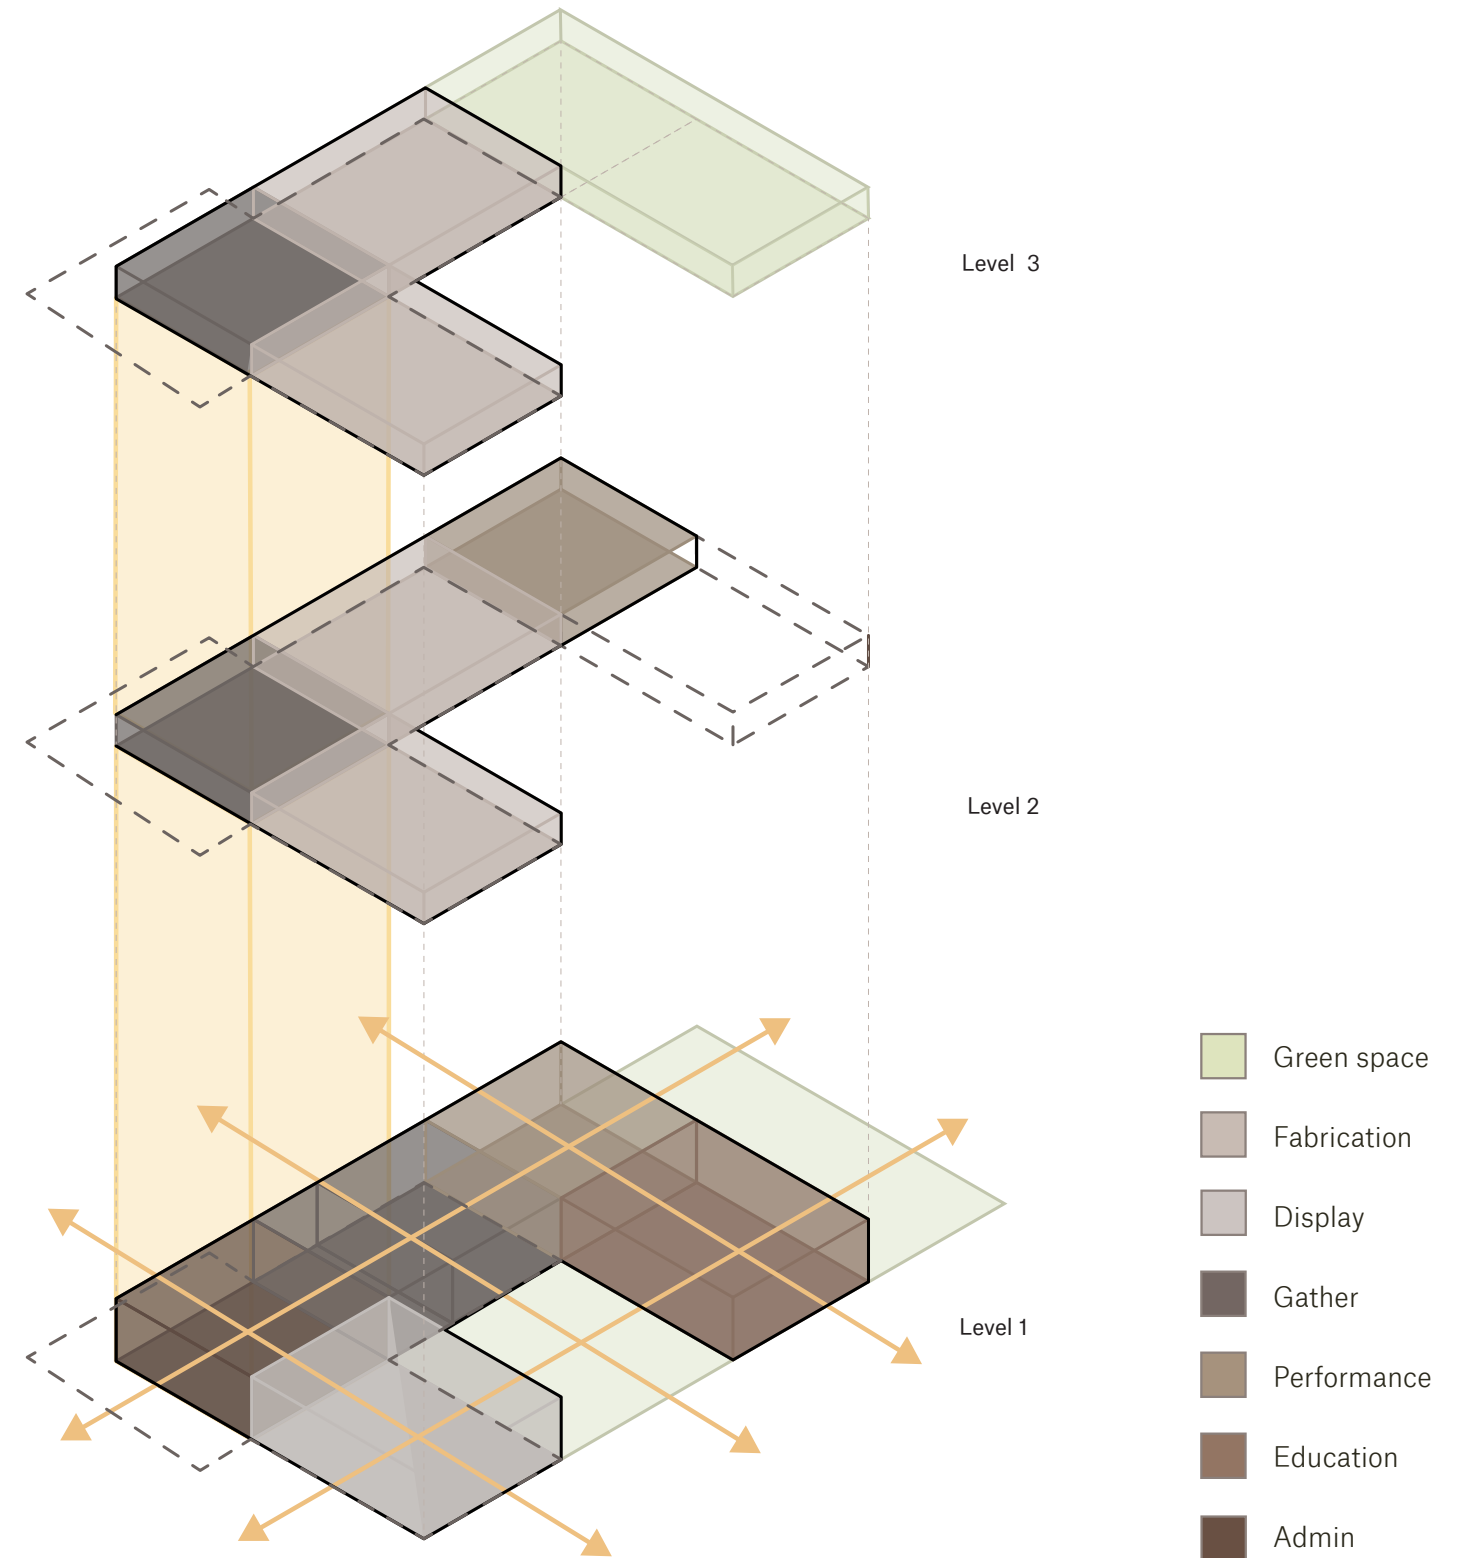 Level 3
Level 2
Level 1
Green space
Fabrication
Display
Gather
Performance
Education
Admin